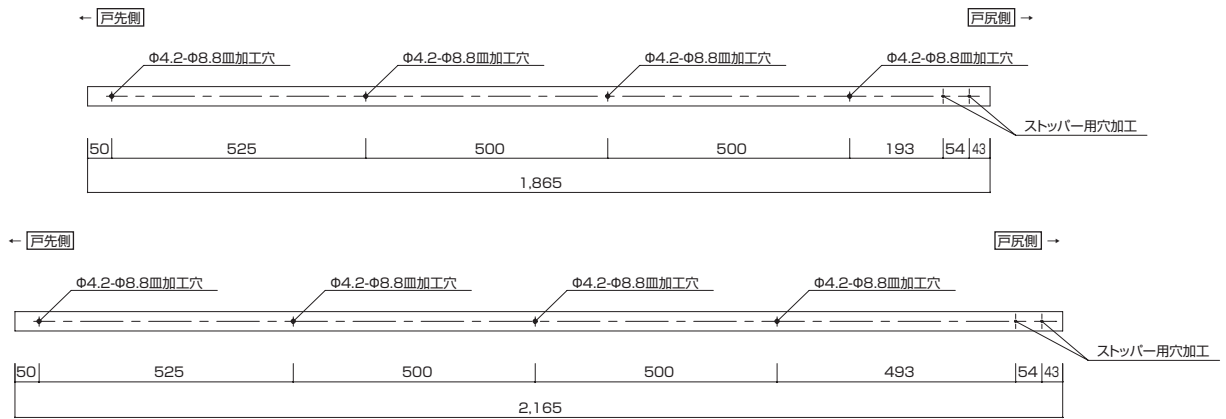 ← 戸先側 戸尻側 →
Φ4.2-Φ8.8皿加工穴 Φ4.2-Φ8.8皿加工穴 Φ4.2-Φ8.8皿加工穴 Φ4.2-Φ8.8皿加工穴
ストッパー用穴加工
50 525 500 500 193 54 43
1,865
← 戸先側 戸尻側 →
Φ4.2-Φ8.8皿加工穴 Φ4.2-Φ8.8皿加工穴 Φ4.2-Φ8.8皿加工穴 Φ4.2-Φ8.8皿加工穴
ストッパー用穴加工
50 525 500 500 493 54 43
2,165